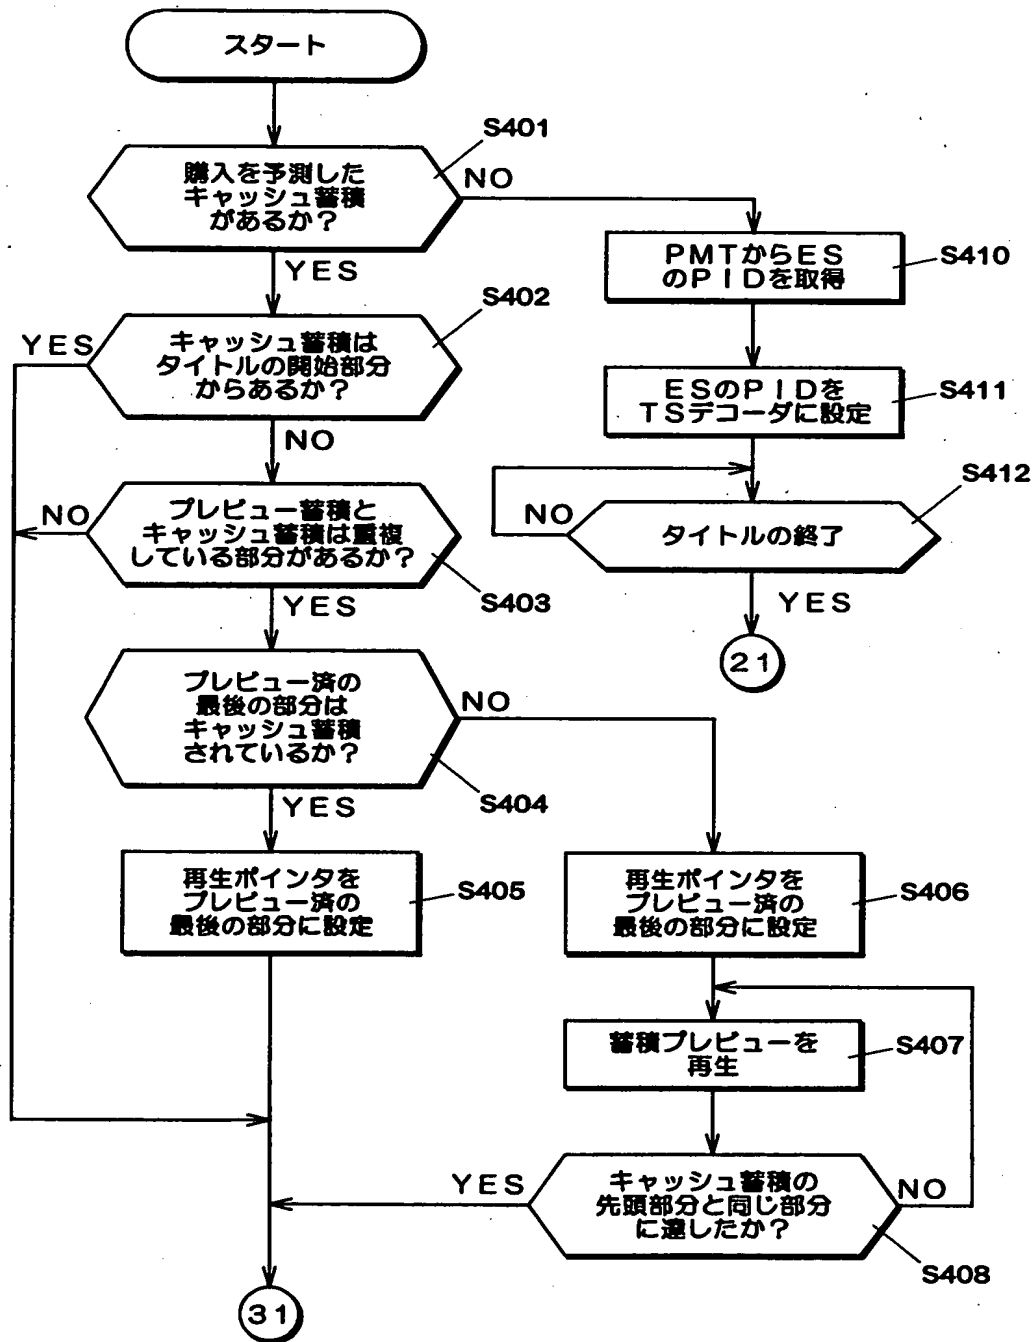 スタート
S401
購入を予測した
キャッシュ蓄積
があるか？
NO
YES
PMTからES
のPIDを取得
S410
S402
YES
キャッシュ蓄積は
タイトルの開始部分
からあるか？
NO
ESのPIDを
TSデコーダに設定
S411
S412
NO
プレビュー蓄積と
キャッシュ蓄積は重複
している部分があるか？
S403
YES
NO
タイトルの終了
YES
21
プレビュー済の
最後の部分は
キャッシュ蓄積
されているか？
NO
S404
YES
再生ポインタを
プレビュー済の
最後の部分に設定
S405
再生ポインタを
プレビュー済の
最後の部分に設定
S406
蓄積プレビューを
再生
S407
YES
キャッシュ蓄積の
先頭部分と同じ部分
に達したか？
NO
S408
31